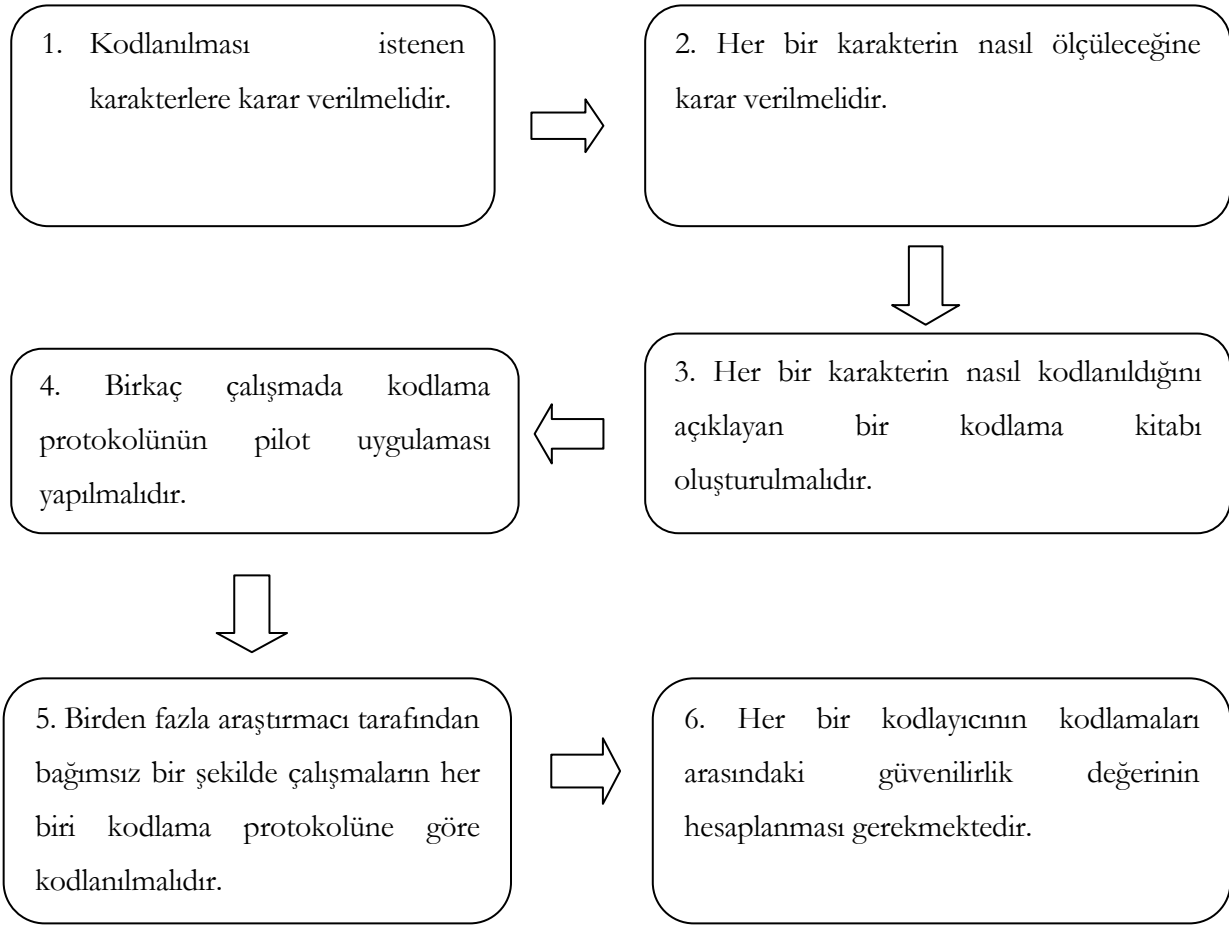 1. Kodlanılması istenen
karakterlere karar verilmelidir.
2. Her bir karakterin nasıl ölçüleceğine
karar verilmelidir.
3. Her bir karakterin nasıl kodlanıldığını
açıklayan bir kodlama kitabı
oluşturulmalıdır.
4. Birkaç çalışmada kodlama
protokolünün pilot uygulaması
yapılmalıdır.
5. Birden fazla araştırmacı tarafından
bağımsız bir şekilde çalışmaların her
biri kodlama protokolüne göre
kodlanılmalıdır.
6. Her bir kodlayıcının kodlamaları
arasındaki güvenilirlik değerinin
hesaplanması gerekmektedir.